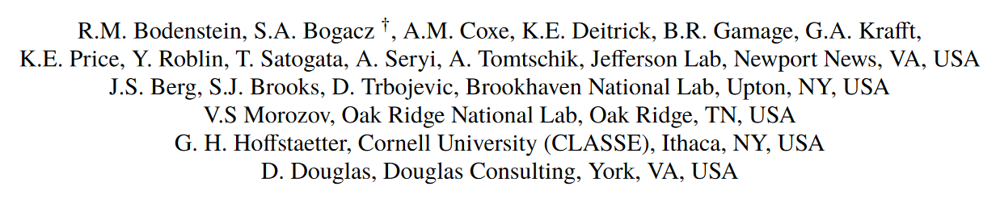 R.M. Bodenstein, S.A. Bogacz †, A.M. Coxe, K.E. Deitrick, B.R. Gamage, G.A. Krafft,
K.E. Price, Y. Roblin, T. Satogata, A. Seryi, A. Tomtschik, Jefferson Lab, Newport News, VA, USA
J.S. Berg, S.J. Brooks, D. Trbojevic, Brookhaven National Lab, Upton, NY, USA
V.S Morozov, Oak Ridge National Lab, Oak Ridge, TN, USA
G. H. Hoffstaetter, Cornell University (CLASSE), Ithaca, NY, USA
D. Douglas, Douglas Consulting, York, VA, USA